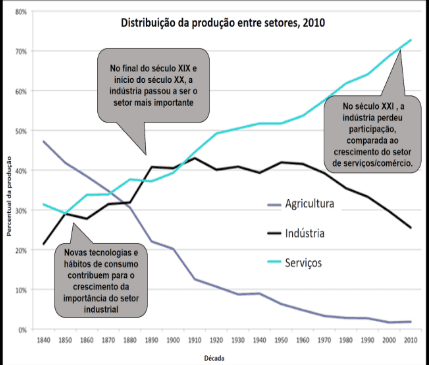 Distribuição da produção entre setores, 2010
80%
70%
60%
50%
40%
30%
20%
10%
0%
Percentual da produção
No final do século XIX e
início do século XX, a
indústria passou a ser o
setor mais importante
No século XXI , a
indústria perdeu
participação,
comparada ao
crescimento do setor
de serviços/comércio.
Novas tecnologias e
hábitos de consumo
contribuem para o
crescimento da
importância do setor
industrial
Agricultura
Indústria
Serviços
1840 1850 1860 1870 1880 1890 1900 1910 1920 1930 1940 1950 1960 1970 1980 1990 2000 2010
Década